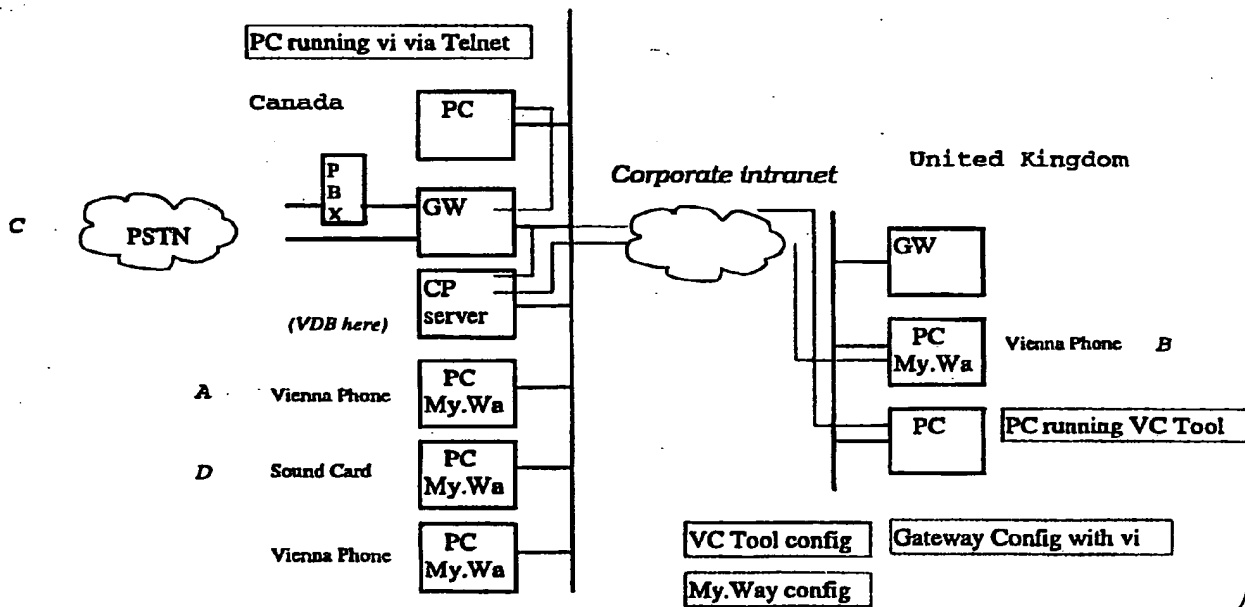 PC running vi via Telnet
Canada
PC
United Kingdom
P
B
X
Corporate intranet
GW
C
PSTN
GW
CP
server
(VDB here)
PC
My.Wa
Vienna Phone
B
A
Vienna Phone
PC
My.Wa
PC
PC running VC Tool
D
Sound Card
PC
My.Wa
VC Tool config
Gateway Config with vi
Vienna Phone
PC
My.Wa
My.Way config